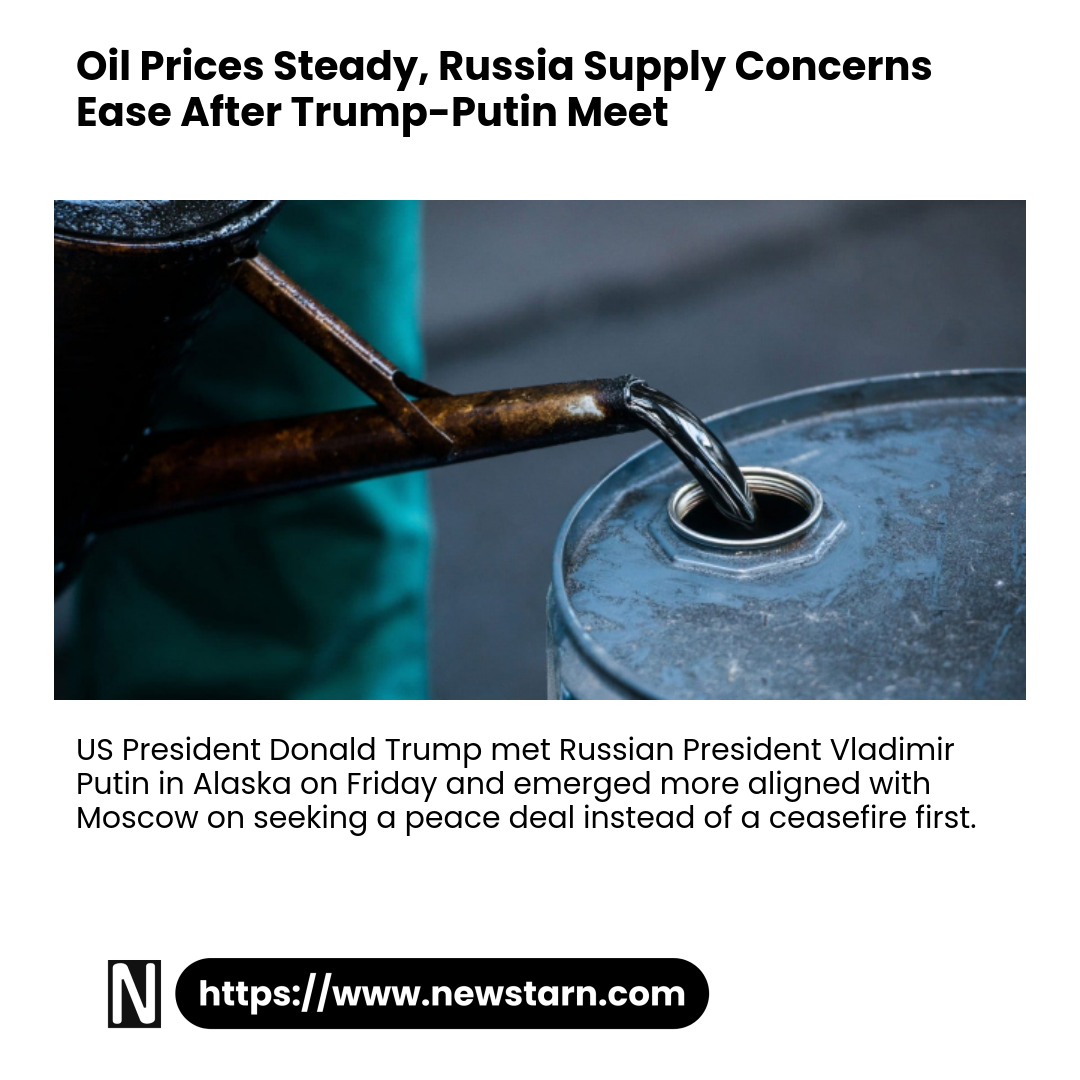 Oil Prices Steady, Russia Supply Concerns
Ease After Trump-Putin Meet
US President Donald Trump met Russian President Vladimir
Putin in Alaska on Friday and emerged more aligned with
Moscow on seeking a peace deal instead of a ceasefire first.
N https://www.newstarn.com